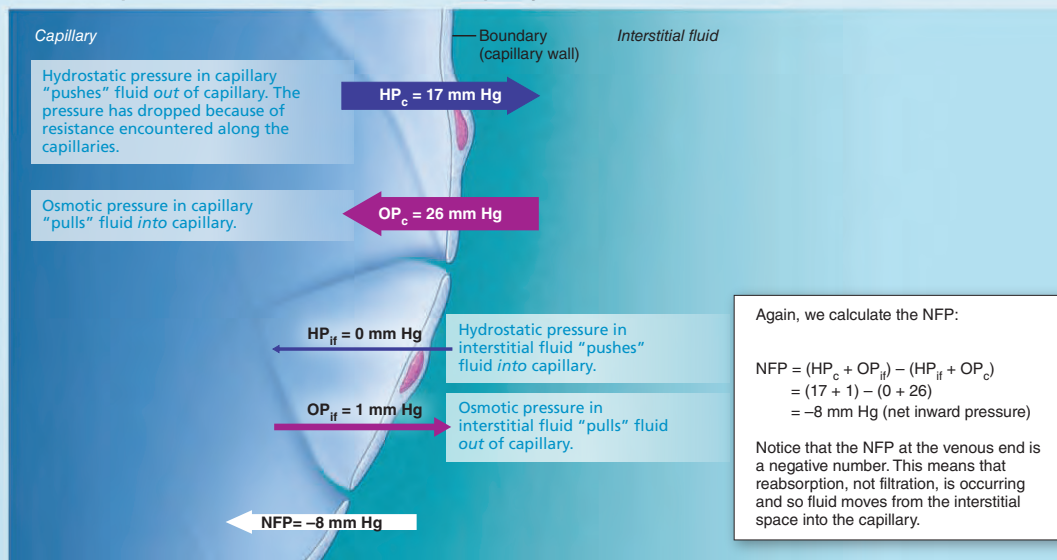 Capillary
Boundary
(capillary wall)
Interstitial fluid
Hydrostatic pressure in capillary
“pushes” fluid out of capillary. The
pressure has dropped because of
resistance encountered along the
capillaries.
HPc = 17 mm Hg
Osmotic pressure in capillary
“pulls” fluid into capillary.
OPc = 26 mm Hg
HPif = 0 mm Hg
Hydrostatic pressure in
interstitial fluid “pushes”
fluid into capillary.
OPif = 1 mm Hg
Osmotic pressure in
interstitial fluid “pulls” fluid
out of capillary.
NFP= –8 mm Hg
Again, we calculate the NFP:
NFP = (HPc + OPif) – (HPif + OPc)
= (17 + 1) – (0 + 26)
= –8 mm Hg (net inward pressure)
Notice that the NFP at the venous end is
a negative number. This means that
reabsorption, not filtration, is occurring
and so fluid moves from the interstitial
space into the capillary.